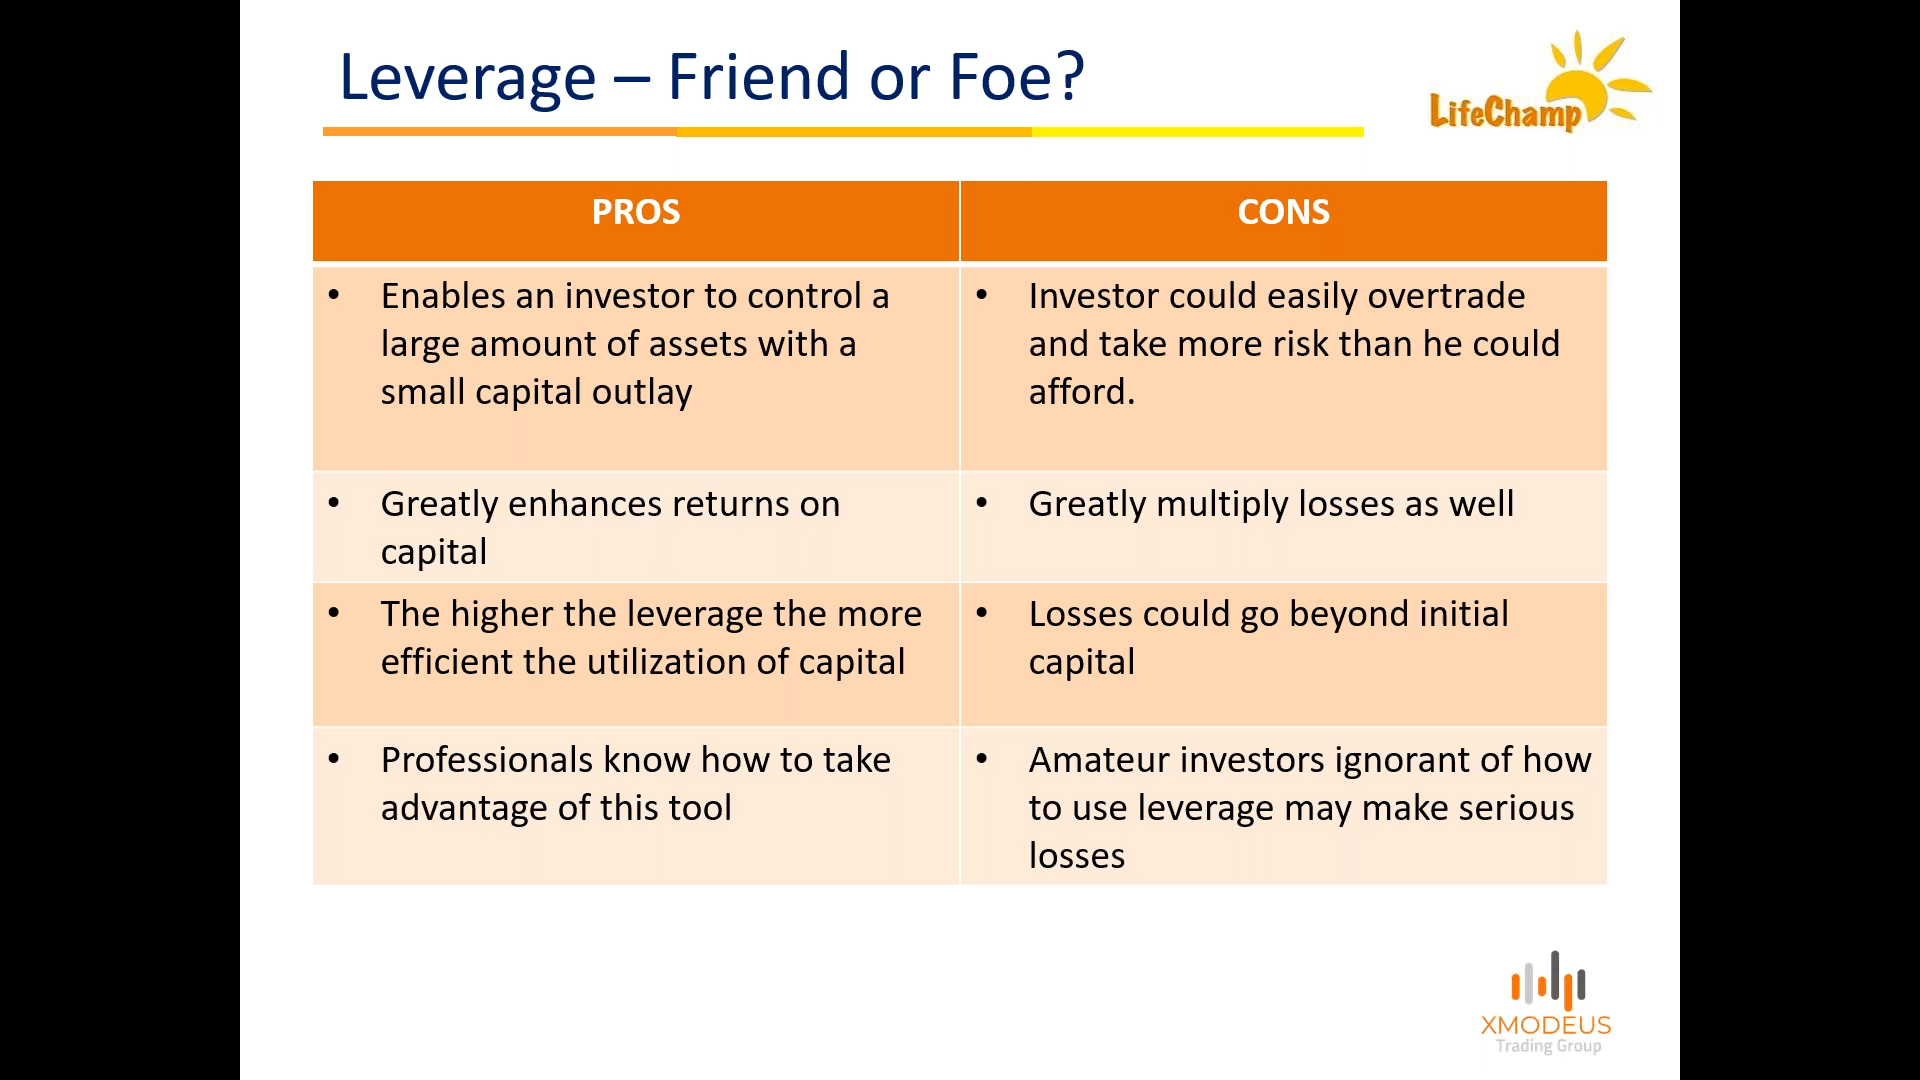 Leverage – Friend or Foe?
LifeChamp
PROS
CONS
• Enables an investor to control a
large amount of assets with a
small capital outlay
• Investor could easily overtrade
and take more risk than he could
afford.
• Greatly enhances returns on
capital
• Greatly multiply losses as well
• The higher the leverage the more
efficient the utilization of capital
• Losses could go beyond initial
capital
• Professionals know how to take
advantage of this tool
• Amateur investors ignorant of how
to use leverage may make serious
losses
XMODEUS
Trading Group